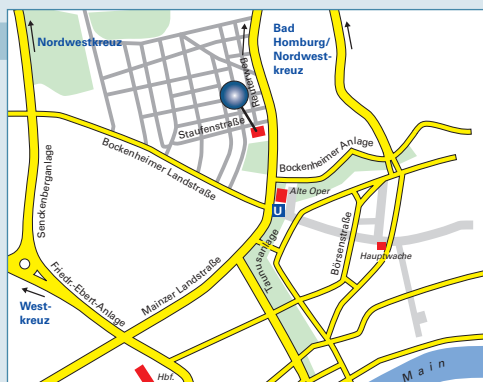 Nordwestkreuz
Bad
Homburg/
Nordwest-
kreuz
Reuterweg
Staufenstraße
Bockenheimer Landstraße
Bockenheimer Anlage
Senckenberganlage
Alte Oper
U
Börsenstraße
Hauptwache
Taunusanlage
Mainzer Landstraße
Friedr.-Ebert-Anlage
West-
kreuz
Hbf.
Main